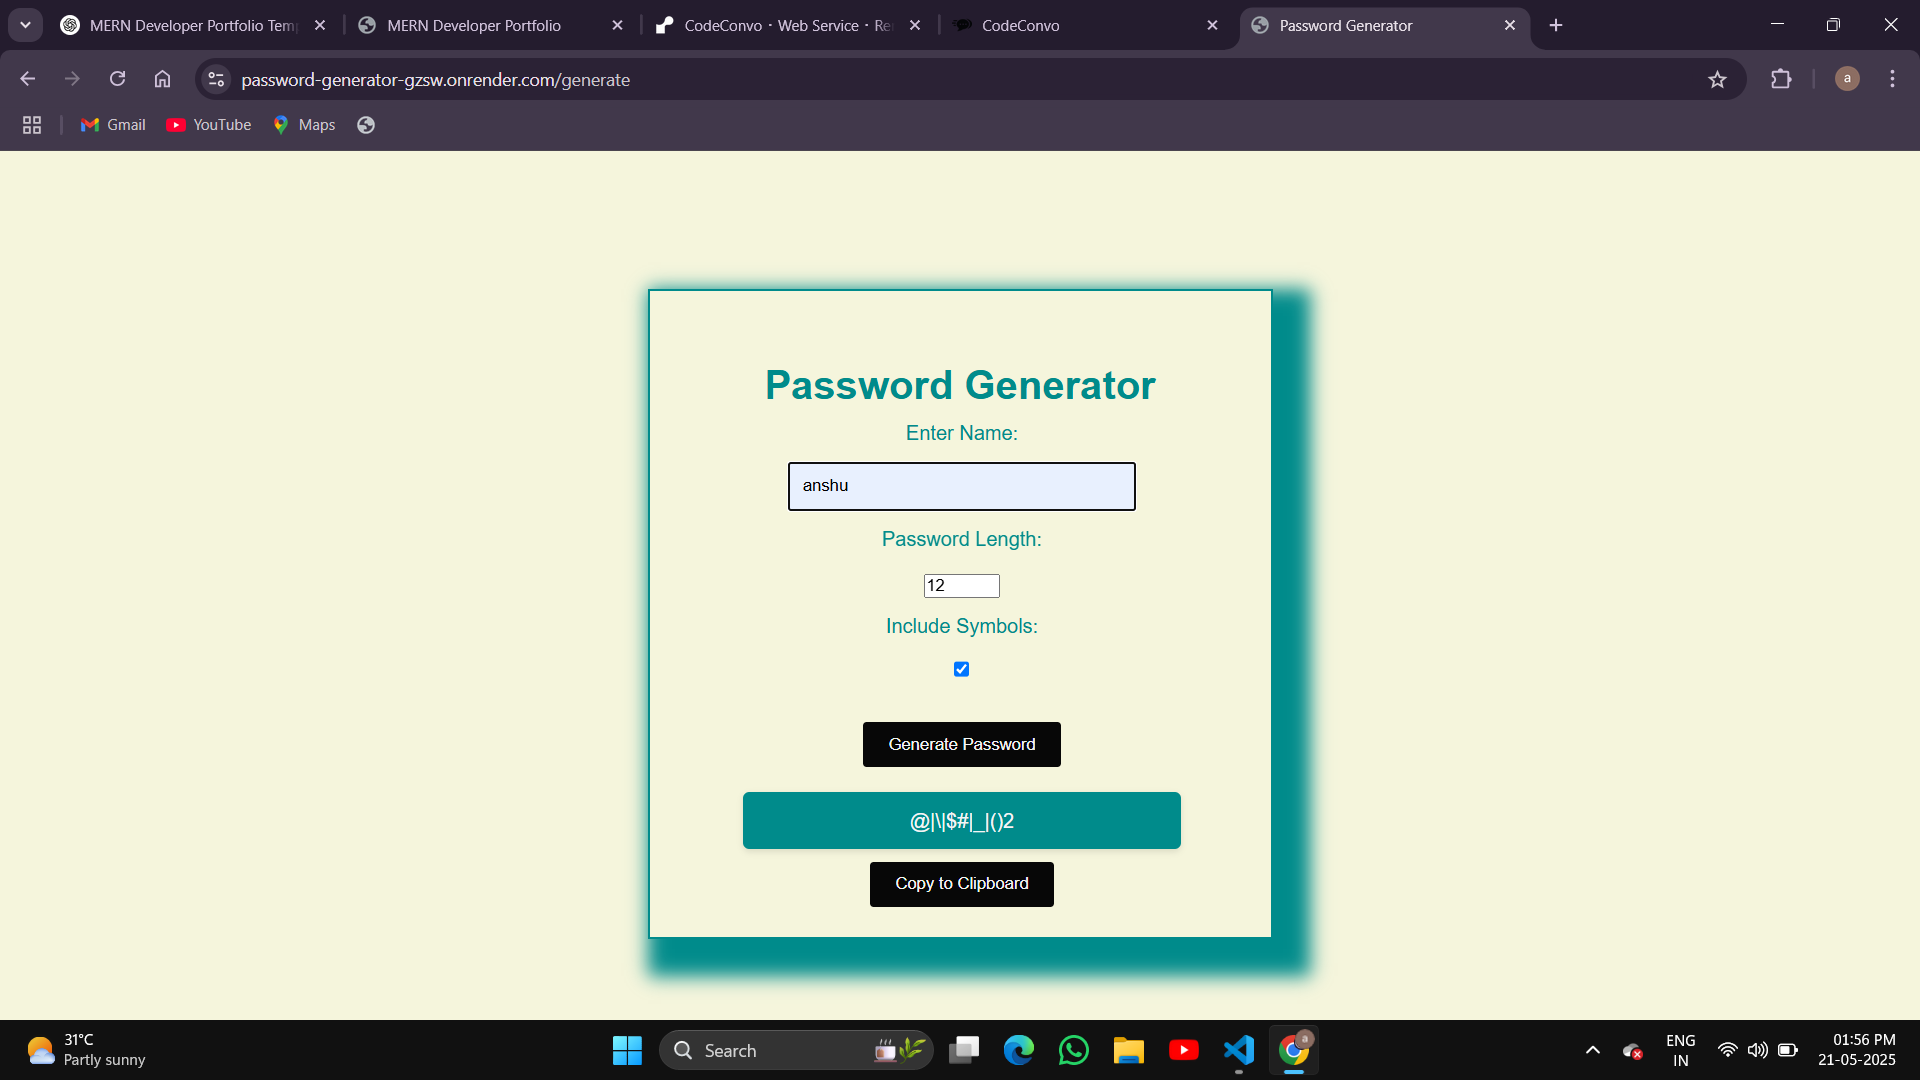 MERN Developer Portfolio Tem
MERN Developer Portfolio
CodeConvo · Web Service · Re
CodeConvo
Password Generator
password-generator-gzsw.onrender.com/generate
a
Gmail
YouTube
Maps
Password Generator
Enter Name:
anshu
Password Length:
12
Include Symbols:
Generate Password
@|\|$#|_|()2
Copy to Clipboard
31°C
Partly sunny
Search
a
ENG
IN
01:56 PM
21-05-2025